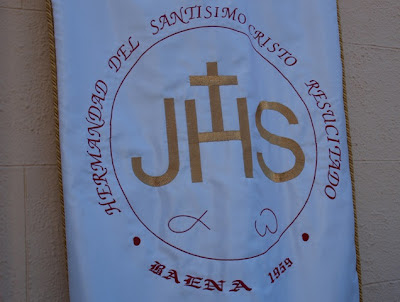 HERMANDAD DEL SANTISIMO CRISTO RESUCITADO
JHS
α ω
BAENA 1959